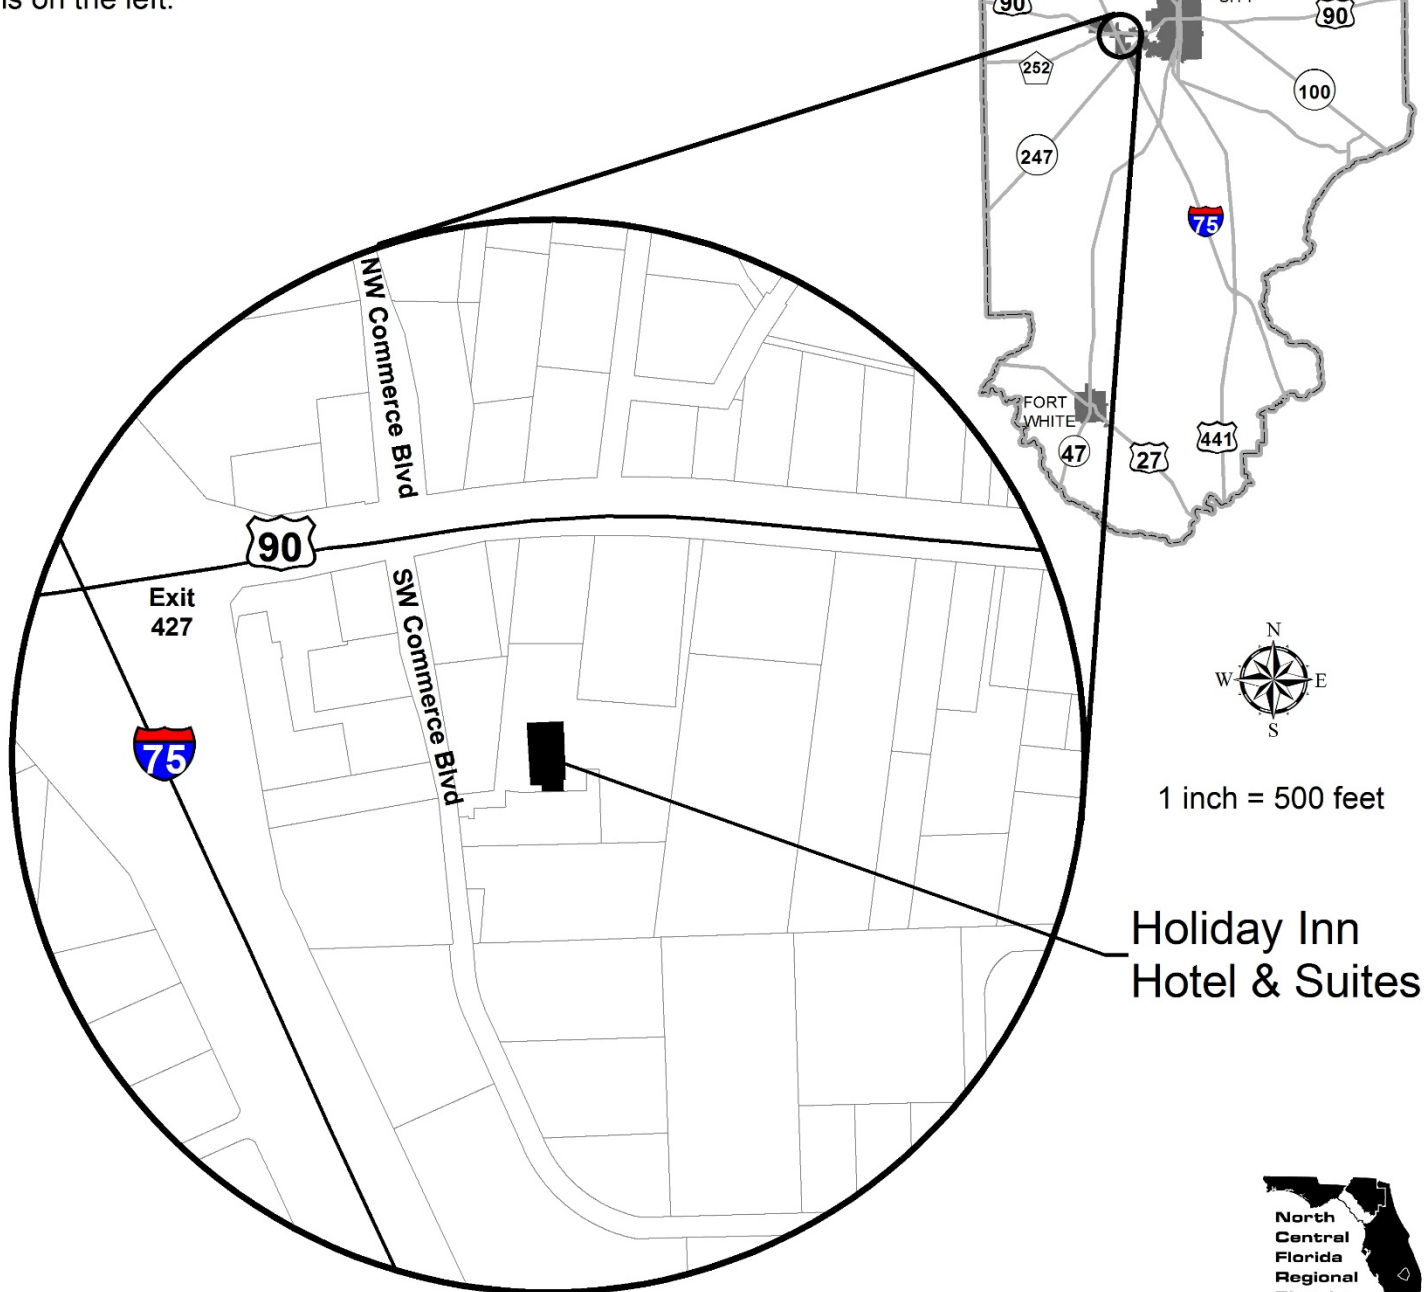 is on the left.
90
90
252
100
247
75
FORT
WHITE
47
27
441
NW Commerce Blvd
90
Exit
427
SW Commerce Blvd
75
N
W E
S
1 inch = 500 feet
Holiday Inn
Hotel & Suites
North
Central
Florida
Regional